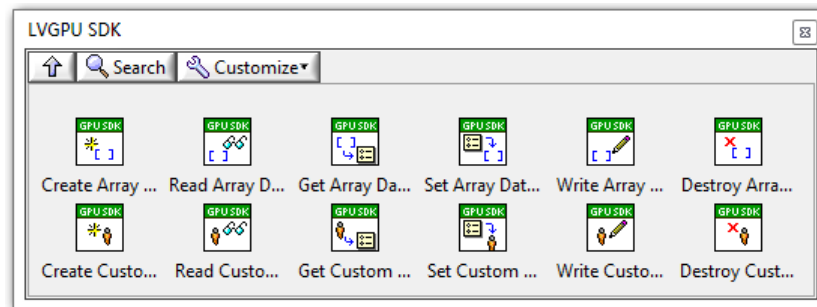 LVGPU SDK
Search Customize
GPU SDK GPU SDK GPU SDK GPU SDK GPU SDK GPU SDK
Create Array ... Read Array D... Get Array Da... Set Array Dat... Write Array ... Destroy Arra...
GPU SDK GPU SDK GPU SDK GPU SDK GPU SDK GPU SDK
Create Custo... Read Custo... Get Custom ... Set Custom ... Write Custo... Destroy Cust...